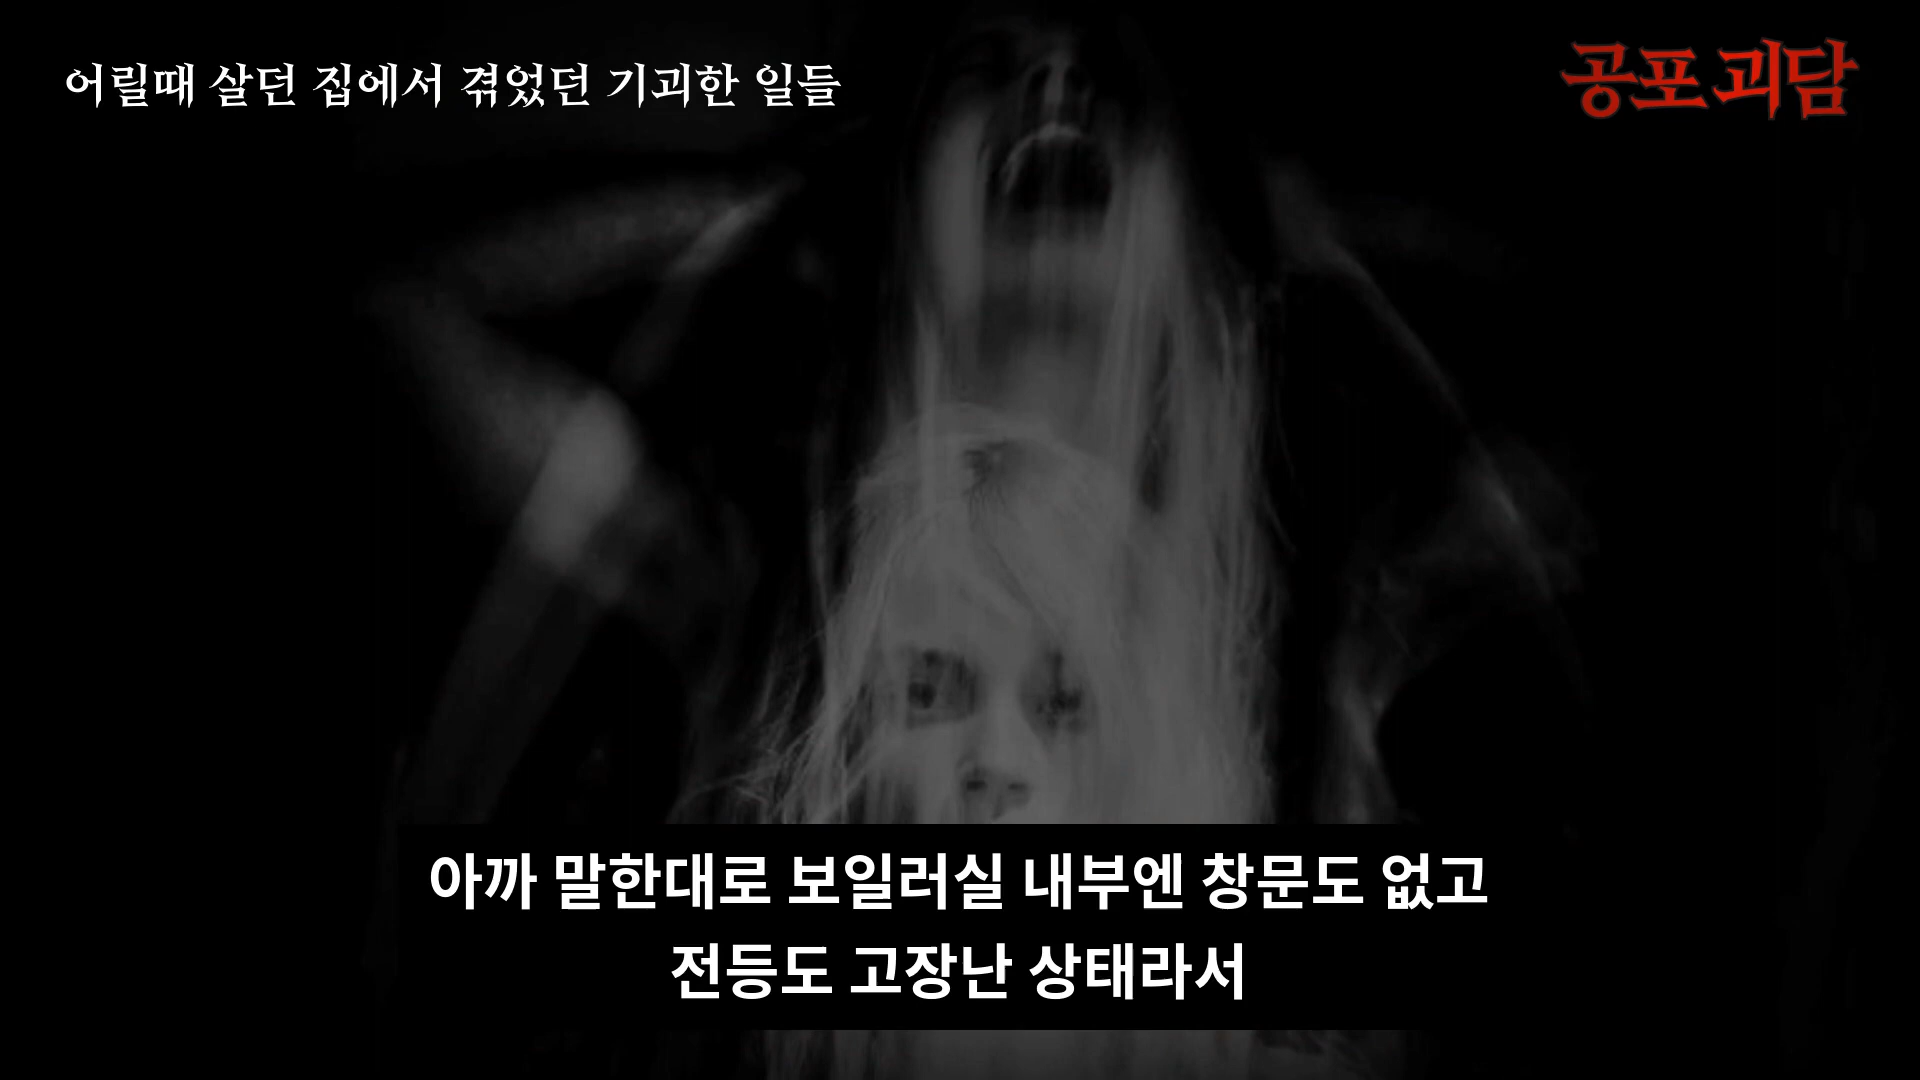 어릴때 살던 집에서 겪었던 기괴한 일들
공포괴담
아까 말한대로 보일러실 내부엔 창문도 없고
전등도 고장난 상태라서